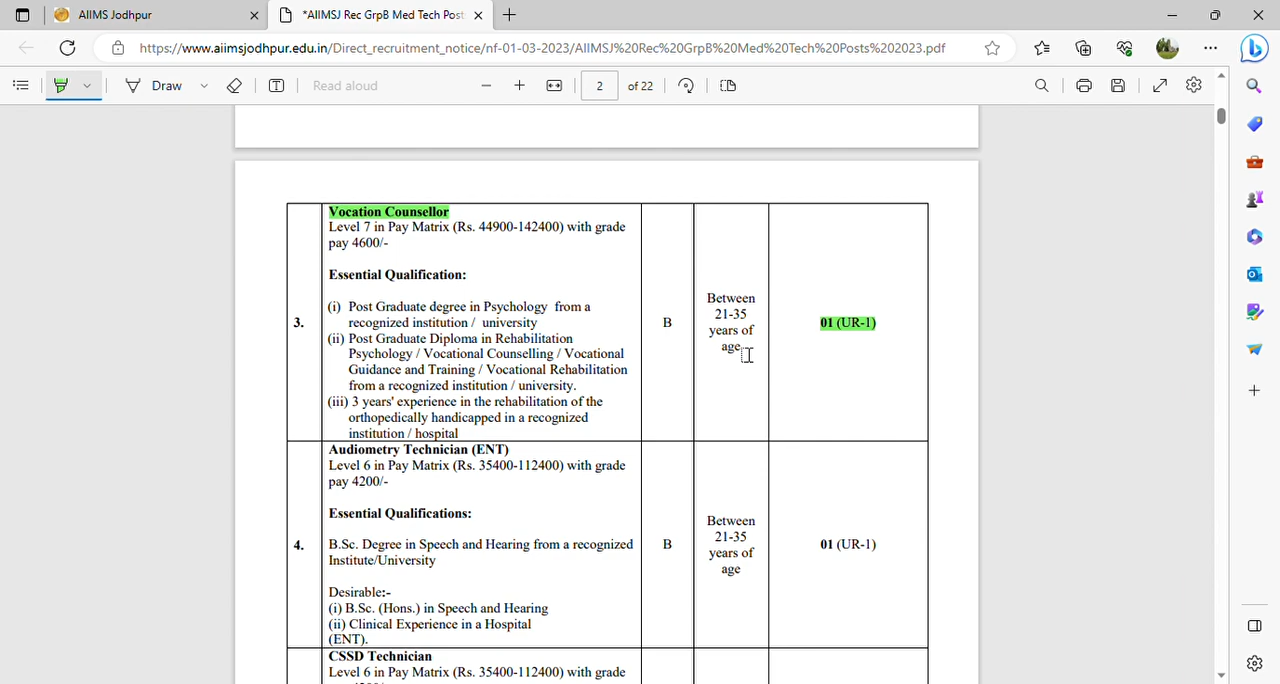 AIIMS Jodhpur
*AIIMSJ Rec GrpB Med Tech Post
https://www.aiimsjodhpur.edu.in/Direct_recruitment_notice/nf-01-03-2023/AIIMSJ%20Rec%20GrpB%20Med%20Tech%20Posts%202023.pdf
Draw
Read aloud
2
of 22
Vocation Counsellor
Level 7 in Pay Matrix (Rs. 44900-142400) with grade
pay 4600/-
Essential Qualification:
(i) Post Graduate degree in Psychology from a
recognized institution / university
(ii) Post Graduate Diploma in Rehabilitation
Psychology / Vocational Counselling / Vocational
Guidance and Training / Vocational Rehabilitation
from a recognized institution / university.
(iii) 3 years' experience in the rehabilitation of the
orthopedically handicapped in a recognized
institution / hospital
3.
B
Between
21-35
years of
age
01 (UR-1)
Audiometry Technician (ENT)
Level 6 in Pay Matrix (Rs. 35400-112400) with grade
pay 4200/-
Essential Qualifications:
4.
B.Sc. Degree in Speech and Hearing from a recognized
Institute/University
Desirable:-
(i) B.Sc. (Hons.) in Speech and Hearing
(ii) Clinical Experience in a Hospital
(ENT).
B
Between
21-35
years of
age
01 (UR-1)
CSSD Technician
Level 6 in Pay Matrix (Rs. 35400-112400) with grade